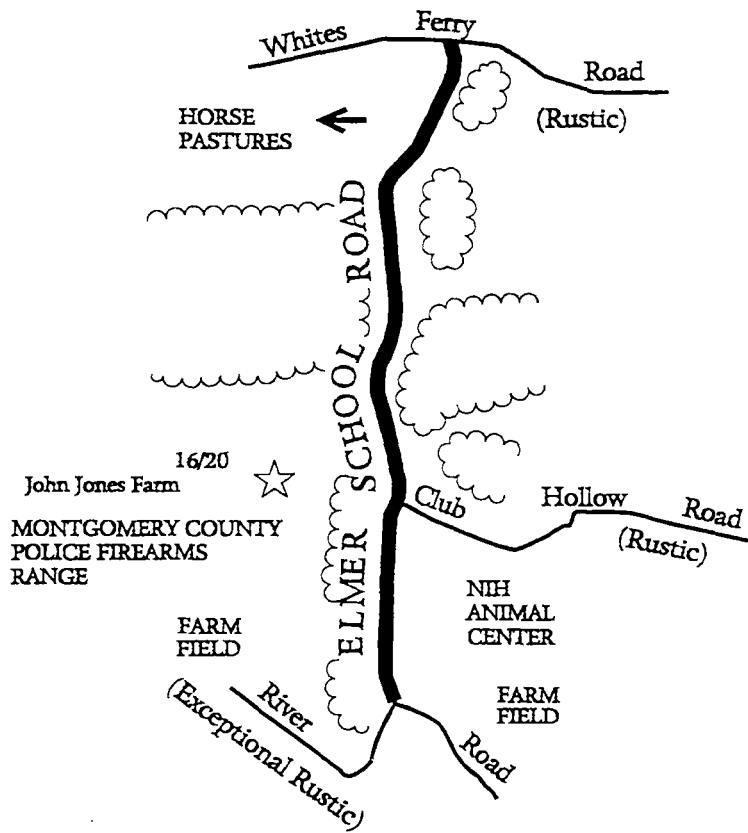 Whites Ferry Road
(Rustic)
HORSE
PASTURES
ELMER SCHOOL ROAD
16/20
John Jones Farm
MONTGOMERY COUNTY
POLICE FIREARMS
RANGE
Club Hollow Road
(Rustic)
NIH
ANIMAL
CENTER
FARM
FIELD
FARM
FIELD
River Road
(Exceptional Rustic)